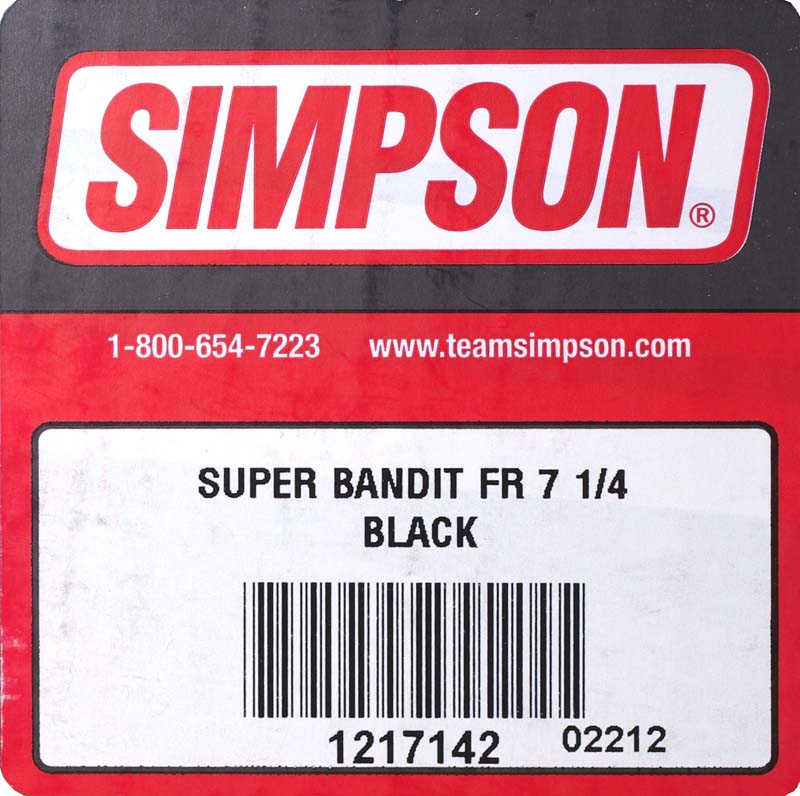 SIMPSON®
1-800-654-7223 www.teamsimpson.com
SUPER BANDIT FR 7 1/4
BLACK
1217142 02212